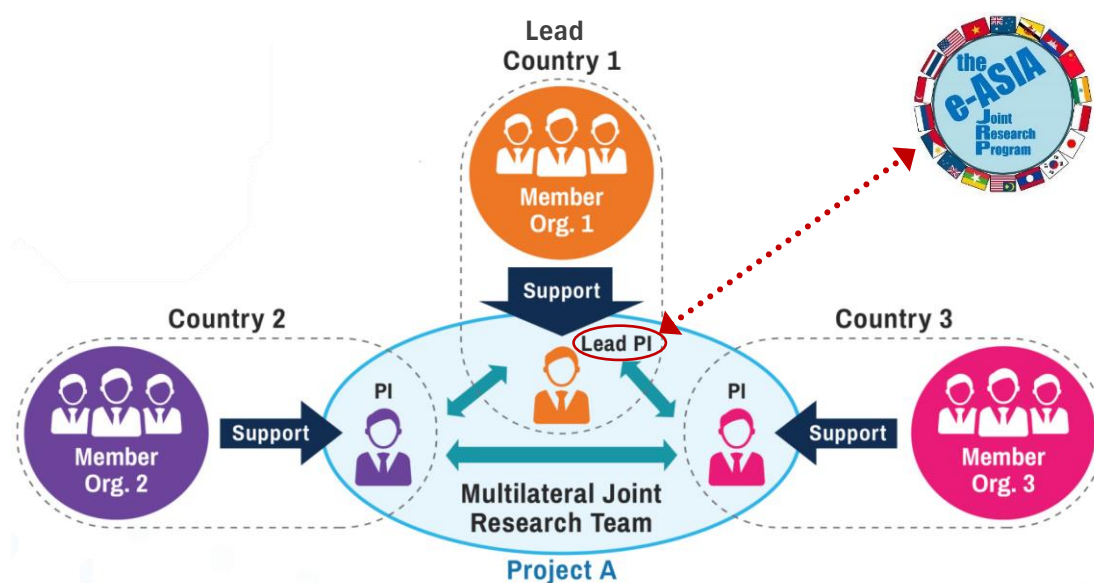 Lead
Country 1
the
e-ASIA
Joint
Research
Program
Member
Org. 1
Support
Lead PI
Country 2
Country 3
PI
PI
Member
Org. 2
Support
Support
Member
Org. 3
Multilateral Joint
Research Team
Project A